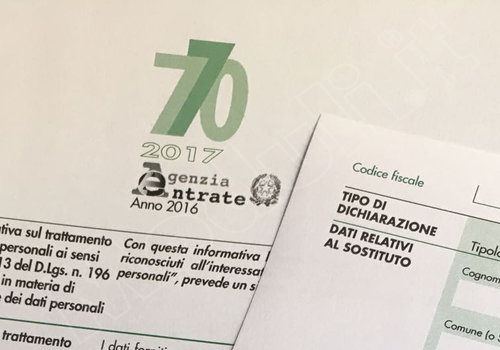 770
2017
Agenzia
Entrate
Anno 2016
ativa sul trattamento
personali ai sensi
13 del D.Lgs. n. 196
in materia di
e dei dati personali
Con questa informativa l
riconosciuti all'interessat
personali", prevede un s
trattamento
I dati forniti
Codice fiscale
TIPO DI
DICHIARAZIONE
Tipolo
DATI RELATIVI
AL SOSTITUTO
Cognom
Comune (o S